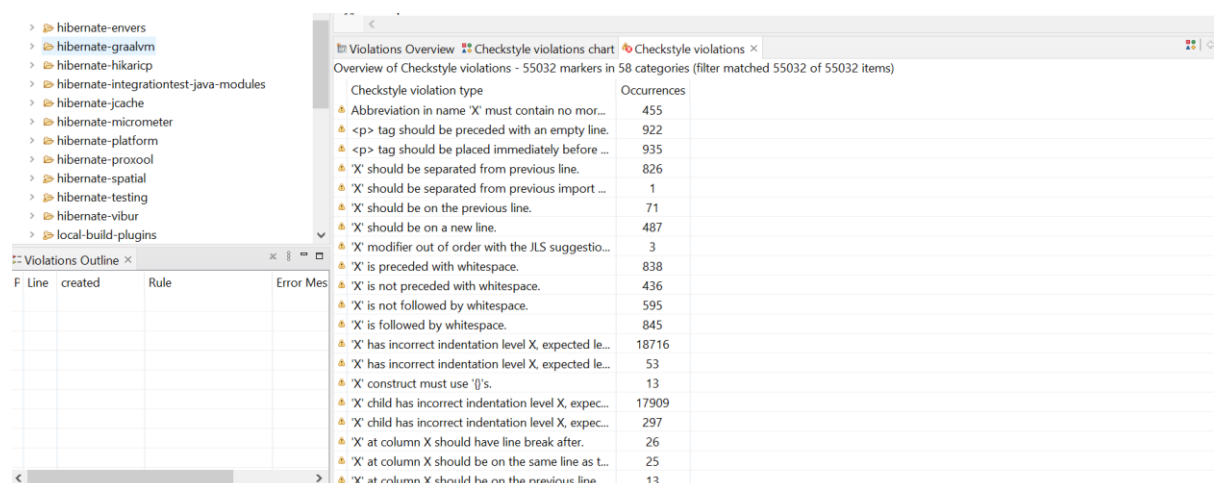 hibernate-envers
hibernate-graalvm
hibernate-hikaricp
hibernate-integrationtest-java-modules
hibernate-jcache
hibernate-micrometer
hibernate-platform
hibernate-proxool
hibernate-spatial
hibernate-testing
hibernate-vibur
local-build-plugins
Violations Outline
P Line created Rule Error Mes
Violations Overview Checkstyle violations chart Checkstyle violations
Overview of Checkstyle violations - 55032 markers in 58 categories (filter matched 55032 of 55032 items)
Checkstyle violation type Occurrences
Abbreviation in name 'X' must contain no mor... 455
<p> tag should be preceded with an empty line. 922
<p> tag should be placed immediately before ... 935
'X' should be separated from previous line. 826
'X' should be separated from previous import ... 1
'X' should be on the previous line. 71
'X' should be on a new line. 487
'X' modifier out of order with the JLS suggestio... 3
'X' is preceded with whitespace. 838
'X' is not preceded with whitespace. 436
'X' is not followed by whitespace. 595
'X' is followed by whitespace. 845
'X' has incorrect indentation level X, expected le... 18716
'X' has incorrect indentation level X, expected le... 53
'X' construct must use '{}'s. 13
'X' child has incorrect indentation level X, expec... 17909
'X' child has incorrect indentation level X, expec... 297
'X' at column X should have line break after. 26
'X' at column X should be on the same line as t... 25
'X' at column X should be on the previous line 13